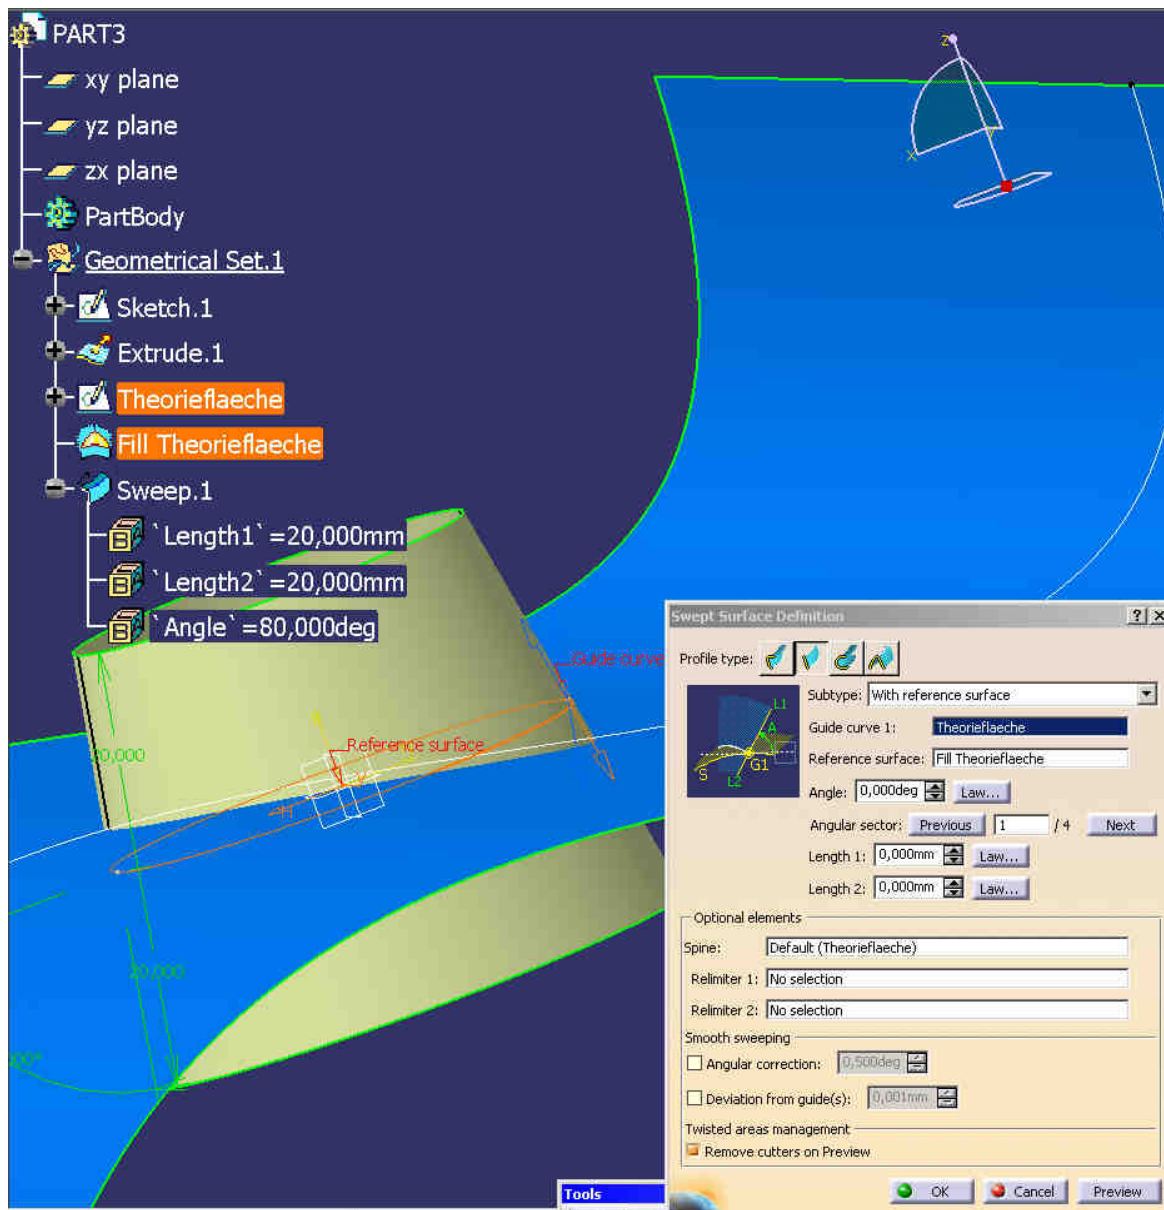 PART3
xy plane
yz plane
zx plane
PartBody
Geometrical Set.1
Sketch.1
Extrude.1
Theorieflaeche
Fill Theorieflaeche
Sweep.1
`Length1`=20,000mm
`Length2`=20,000mm
`Angle`=80,000deg
Z
X
Guide curve
Reference surface
20,000
H
20,000
Swept Surface Definition
Profile type:
Subtype: With reference surface
Guide curve 1: Theorieflaeche
Reference surface: Fill Theorieflaeche
L1
A
G1
S
L2
Angle: 0,000deg Law...
Angular sector: Previous 1 / 4 Next
Length 1: 0,000mm Law...
Length 2: 0,000mm Law...
Optional elements
Spine: Default (Theorieflaeche)
Relimiter 1: No selection
Relimiter 2: No selection
Smooth sweeping
Angular correction: 0,500deg
Deviation from guide(s): 0,001mm
Twisted areas management
Remove cutters on Preview
OK Cancel Preview
Tools